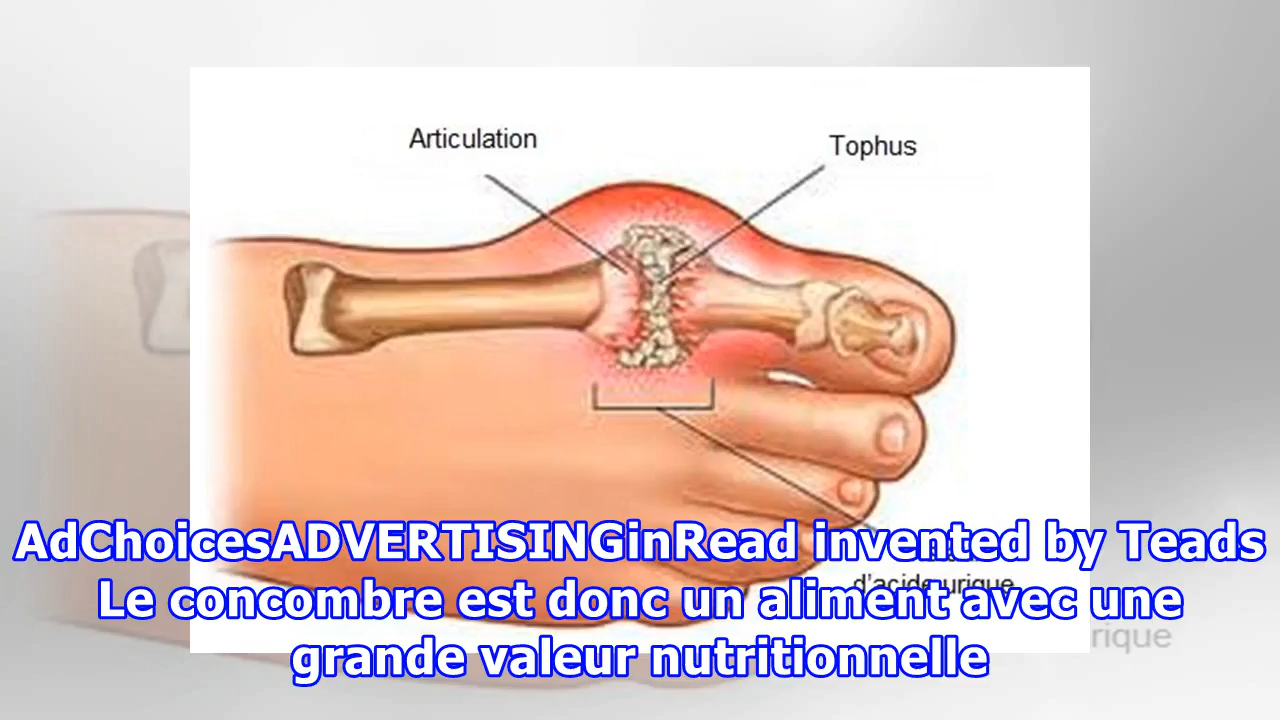 Articulation
Tophus
AdChoicesADVERTISINGinRead invented by Teads
d'acide urique
Le concombre est donc un aliment avec une
rique
grande valeur nutritionnelle